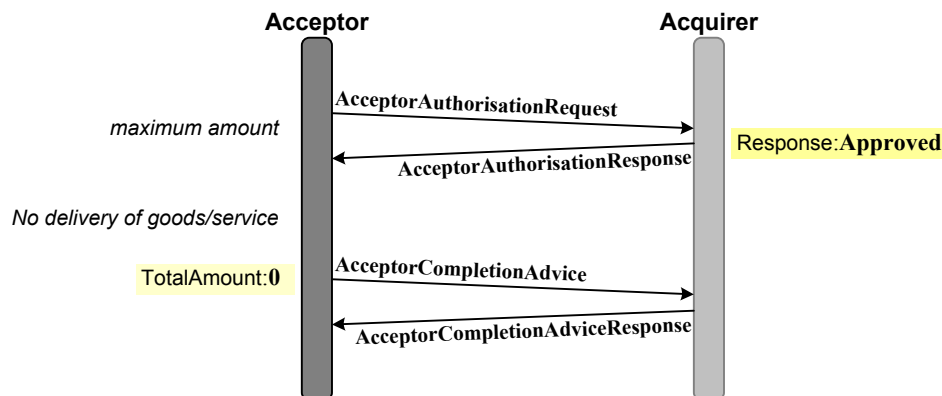 Acceptor
Acquirer
AcceptorAuthorisationRequest
maximum amount
Response:Approved
AcceptorAuthorisationResponse
No delivery of goods/service
AcceptorCompletionAdvice
TotalAmount:0
AcceptorCompletionAdviceResponse